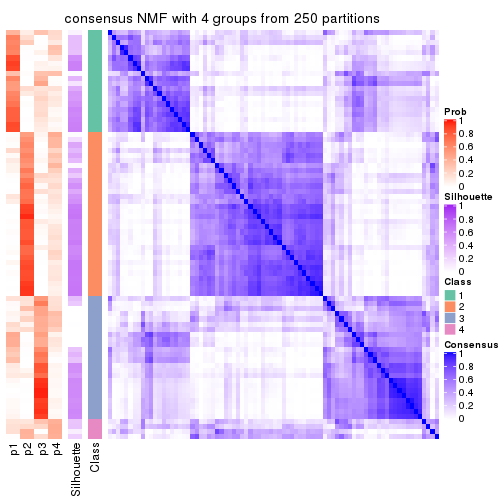 consensus NMF with 4 groups from 250 partitions
Prob
1
0.8
0.6
0.4
0.2
0
Silhouette
1
0.8
0.6
0.4
0.2
0
Class
1
2
3
4
Consensus
1
0.8
0.6
0.4
0.2
0
p1
p2
p3
p4
Silhouette
Class